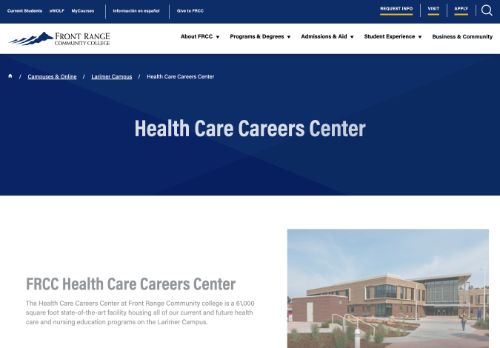 Current Students eWOLF MyCourses Información en español Give to FRCC REQUEST INFO VISIT APPLY
FRONT RANGE
COMMUNITY COLLEGE
About FRCC Programs & Degrees Admissions & Aid Student Experience Business & Community
/ Campuses & Online / Larimer Campus / Health Care Careers Center
Health Care Careers Center
FRCC Health Care Careers Center
The Health Care Careers Center at Front Range Community college is a 61,000
square foot state-of-the-art facility housing all of our current and future health
care and nursing education programs on the Larimer Campus.